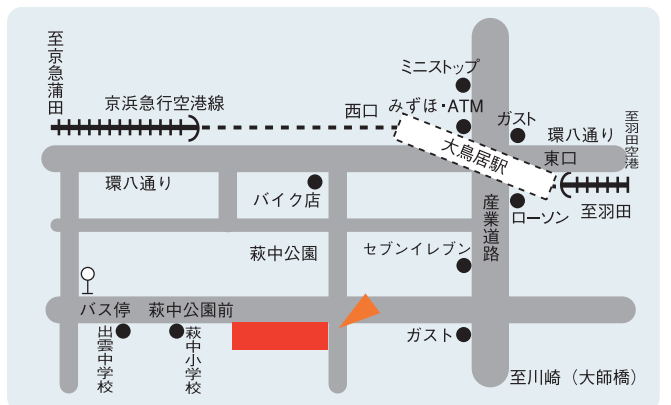 至京急蒲田
京浜急行空港線
西口
ミニストップ
みずほ・ATM
ガスト
環八通り
至羽田空港
大鳥居駅
東口
環八通り
バイク店
産業道路
ローソン
至羽田
萩中公園
セブンイレブン
バス停 萩中公園前
出雲中学校
萩中小学校
ガスト
至川崎（大師橋）